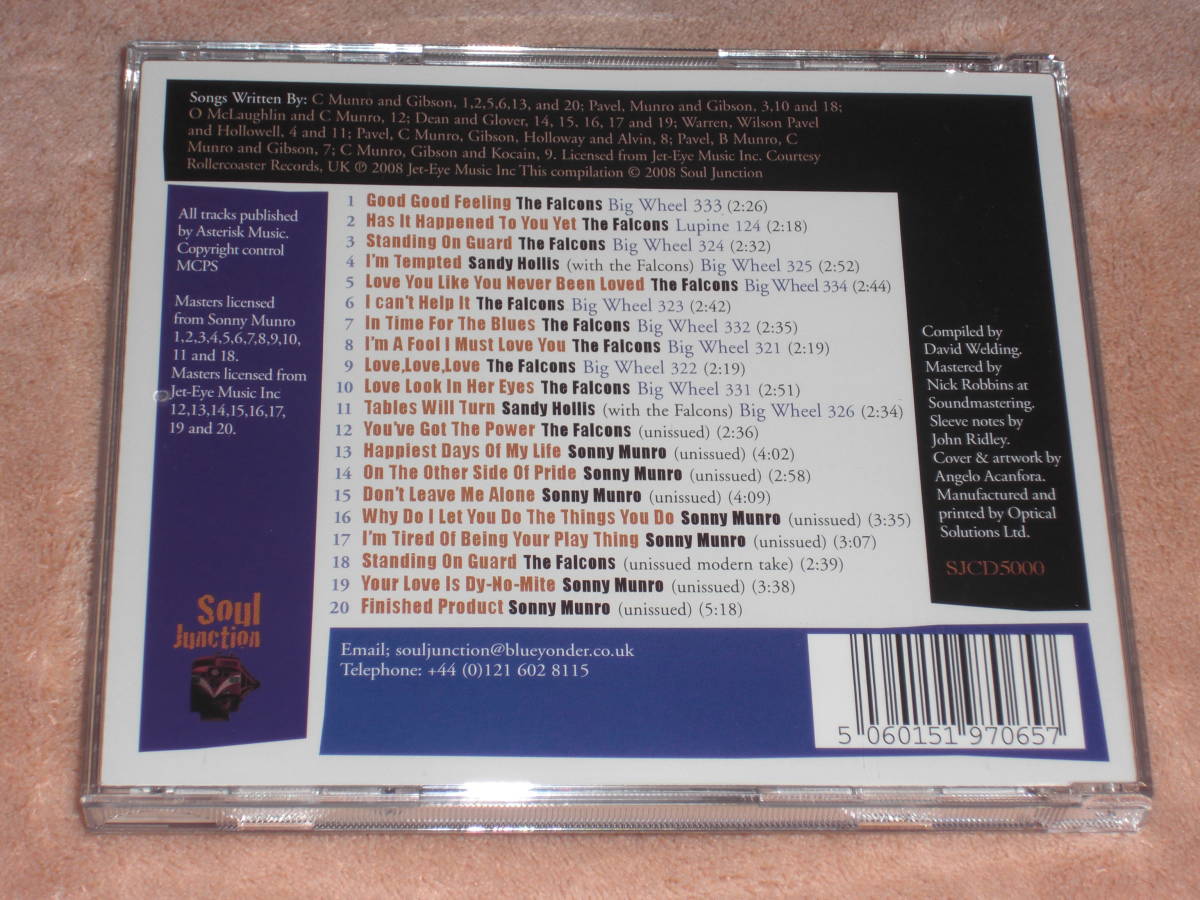 Songs Written By: C Munro and Gibson, 1,2,5,6,13, and 20; Pavel, Munro and Gibson, 3,10 and 18;
O McLaughlin and C Munro, 12; Dean and Glover, 14, 15, 16, 17 and 19; Warren, Wilson Pavel
and Hollowell, 4 and 11; Pavel, C Munro, Gibson, Holloway and Alvin, 8; Pavel, B Munro, C
Munro and Gibson, 7; C Munro, Gibson and Kocain, 9. Licensed from Jet-Eye Music Inc. Courtesy
Rollercoaster Records, UK ℗ 2008 Jet-Eye Music Inc This compilation © 2008 Soul Junction
All tracks published
by Asterisk Music.
Copyright control
MCPS
Masters licensed
from Sonny Munro
1,2,3,4,5,6,7,8,9,10,
11 and 18.
Masters licensed from
Jet-Eye Music Inc
12,13,14,15,16,17,
19 and 20.
Soul
Junction
1 Good Good Feeling The Falcons Big Wheel 333 (2:26)
2 Has It Happened To You Yet The Falcons Lupine 124 (2:18)
3 Standing On Guard The Falcons Big Wheel 324 (2:32)
4 I'm Tempted Sandy Hollis (with the Falcons) Big Wheel 325 (2:52)
5 Love You Like You Never Been Loved The Falcons Big Wheel 334 (2:44)
6 I can't Help It The Falcons Big Wheel 323 (2:42)
7 In Time For The Blues The Falcons Big Wheel 332 (2:35)
8 I'm A Fool I Must Love You The Falcons Big Wheel 321 (2:19)
9 Love,Love,Love The Falcons Big Wheel 322 (2:19)
10 Love Look In Her Eyes The Falcons Big Wheel 331 (2:51)
11 Tables Will Turn Sandy Hollis (with the Falcons) Big Wheel 326 (2:34)
12 You've Got The Power The Falcons (unissued) (2:36)
13 Happiest Days Of My Life Sonny Munro (unissued) (4:02)
14 On The Other Side Of Pride Sonny Munro (unissued) (2:58)
15 Don't Leave Me Alone Sonny Munro (unissued) (4:09)
16 Why Do I Let You Do The Things You Do Sonny Munro (unissued) (3:35)
17 I'm Tired Of Being Your Play Thing Sonny Munro (unissued) (3:07)
18 Standing On Guard The Falcons (unissued modern take) (2:39)
19 Your Love Is Dy-No-Mite Sonny Munro (unissued) (3:38)
20 Finished Product Sonny Munro (unissued) (5:18)
Compiled by
David Welding.
Mastered by
Nick Robbins at
Soundmastering.
Sleeve notes by
John Ridley.
Cover & artwork by
Angelo Acanfora.
Manufactured and
printed by Optical
Solutions Ltd.
SJCD5000
Email; souljunction@blueyonder.co.uk
Telephone: +44 (0)121 602 8115
5 060151 970657